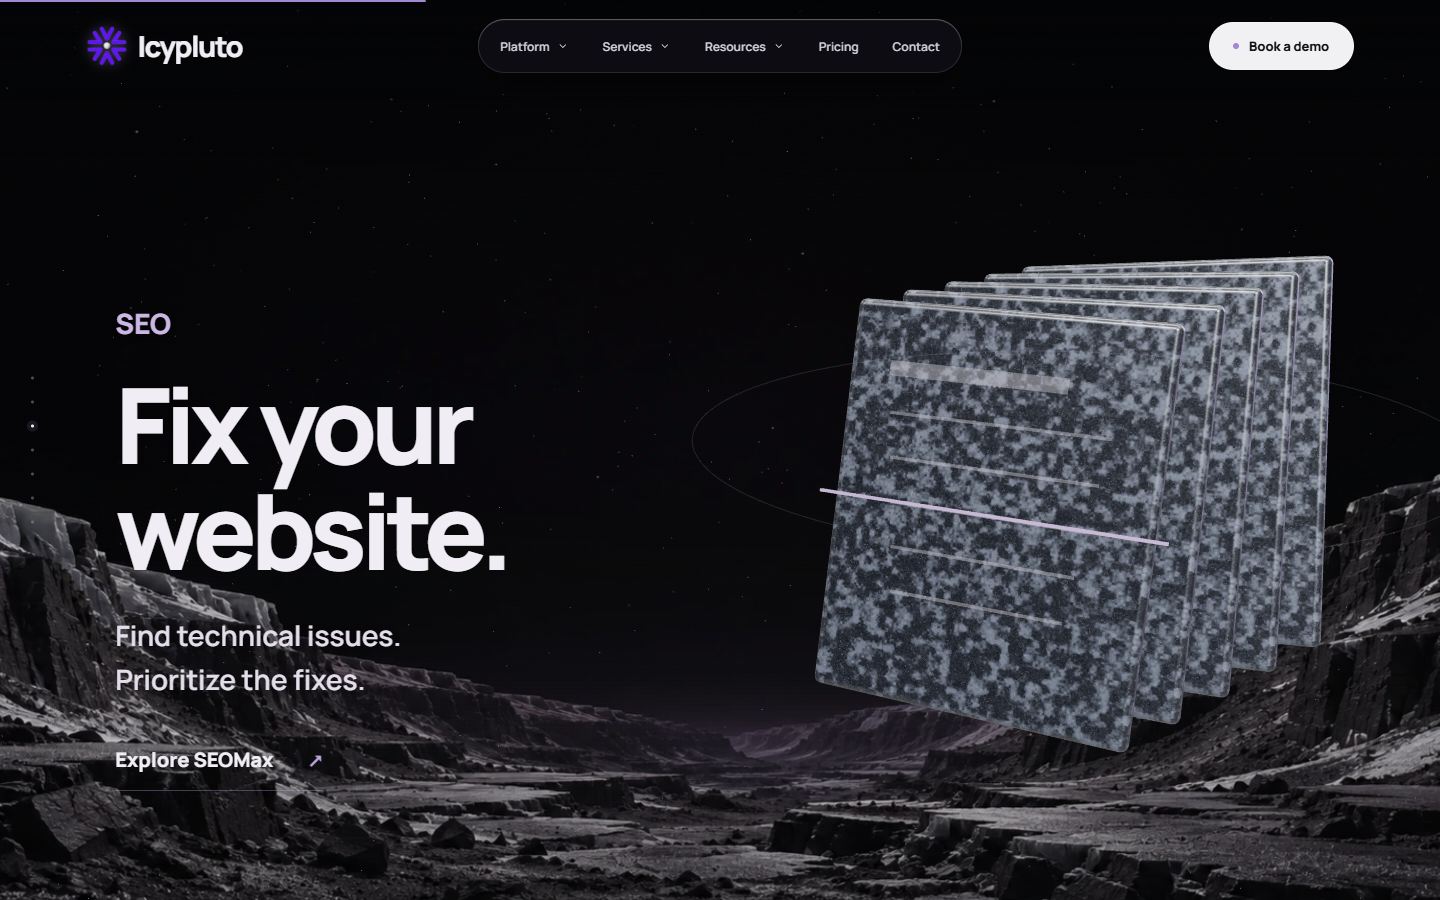 Icypluto
Platform
Services
Resources
Pricing
Contact
Book a demo
SEO
Fix your
website.
Find technical issues.
Prioritize the fixes.
Explore SEOMax ↗